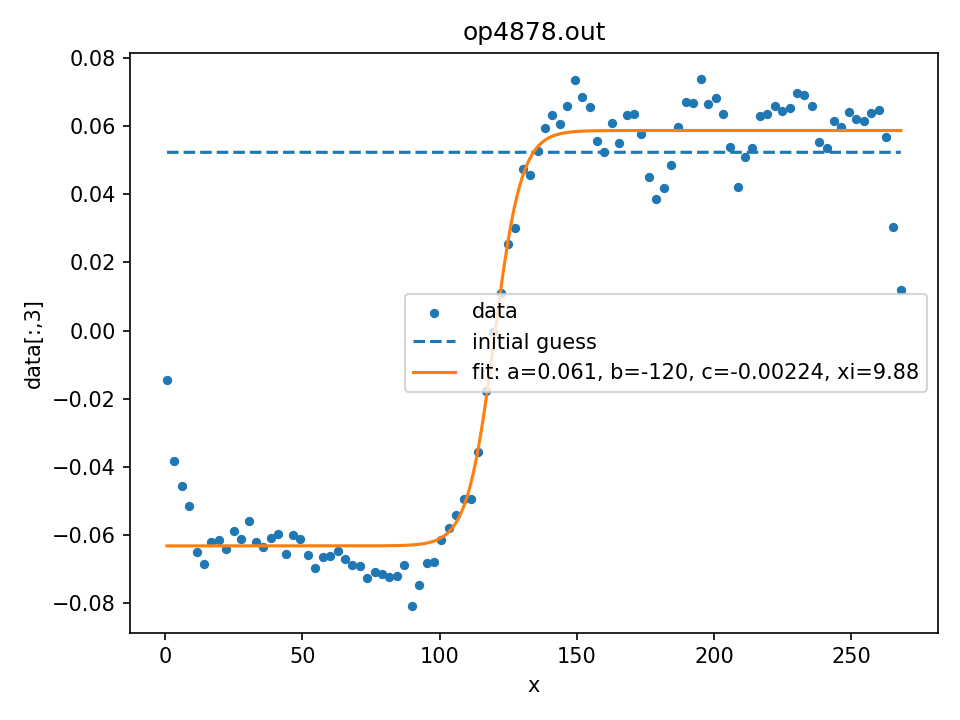 op4878.out
0.08
0.06
0.04
0.02
0.00
−0.02
−0.04
−0.06
−0.08
data[:,3]
data
initial guess
fit: a=0.061, b=-120, c=-0.00224, xi=9.88
0 50 100 150 200 250
x